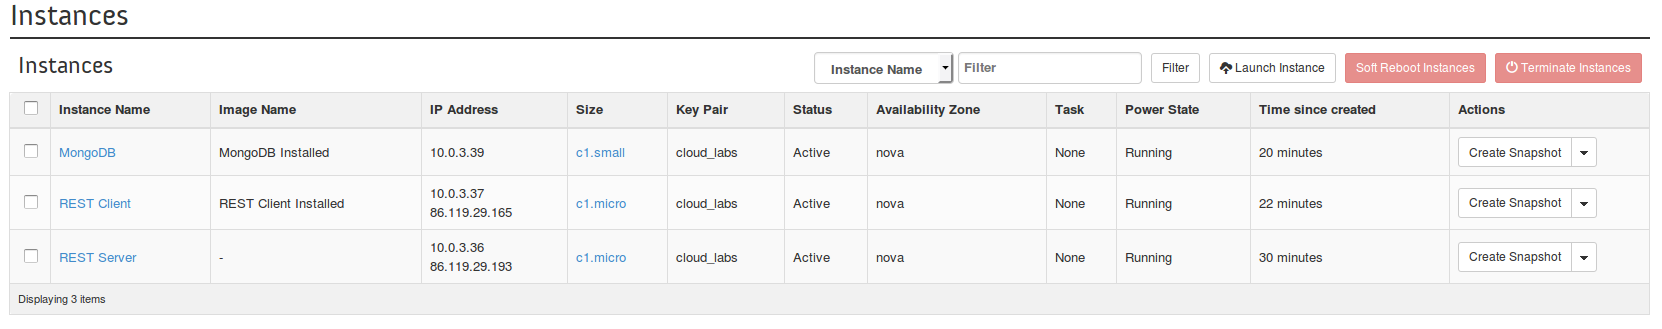 Instances
Instances
Instance Name Filter Filter Launch Instance Soft Reboot Instances Terminate Instances
Instance Name Image Name IP Address Size Key Pair Status Availability Zone Task Power State Time since created Actions
MongoDB MongoDB Installed 10.0.3.39 c1.small cloud_labs Active nova None Running 20 minutes Create Snapshot
REST Client REST Client Installed 10.0.3.37 86.119.29.165 c1.micro cloud_labs Active nova None Running 22 minutes Create Snapshot
REST Server - 10.0.3.36 86.119.29.193 c1.micro cloud_labs Active nova None Running 30 minutes Create Snapshot
Displaying 3 items